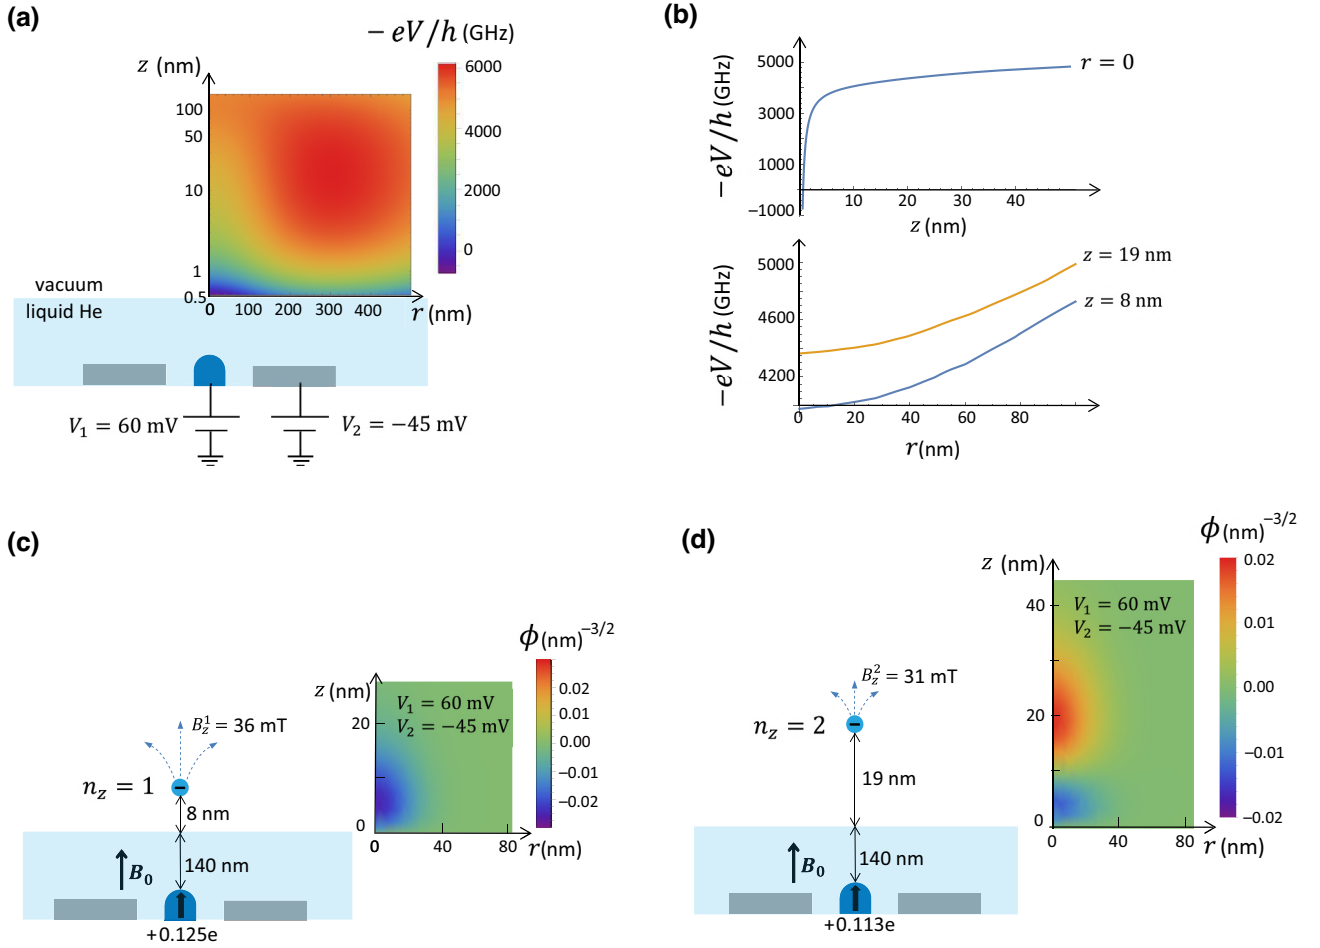 (a)
− eV/h (GHz)
z (nm)
100
50
10
1
0.5
0 100 200 300 400
r (nm)
6000
4000
2000
0
vacuum
liquid He
V₁ = 60 mV
V₂ = −45 mV
(b)
−eV/h (GHz)
5000
3000
1000
−1000
10 20 30 40
z (nm)
r = 0
−eV/h (GHz)
5000
4600
4200
0 20 40 60 80
r(nm)
z = 19 nm
z = 8 nm
(c)
B_z¹ = 36 mT
n_z = 1
8 nm
140 nm
B₀
+0.125e
z (nm)
20
0
0 40 80
r(nm)
V₁ = 60 mV
V₂ = −45 mV
ϕ(nm)^−3/2
0.02
0.01
0.00
−0.01
−0.02
(d)
B_z² = 31 mT
n_z = 2
19 nm
140 nm
B₀
+0.113e
z (nm)
40
20
0
0 40 80
r (nm)
V₁ = 60 mV
V₂ = −45 mV
ϕ(nm)^−3/2
0.02
0.01
0.00
−0.01
−0.02